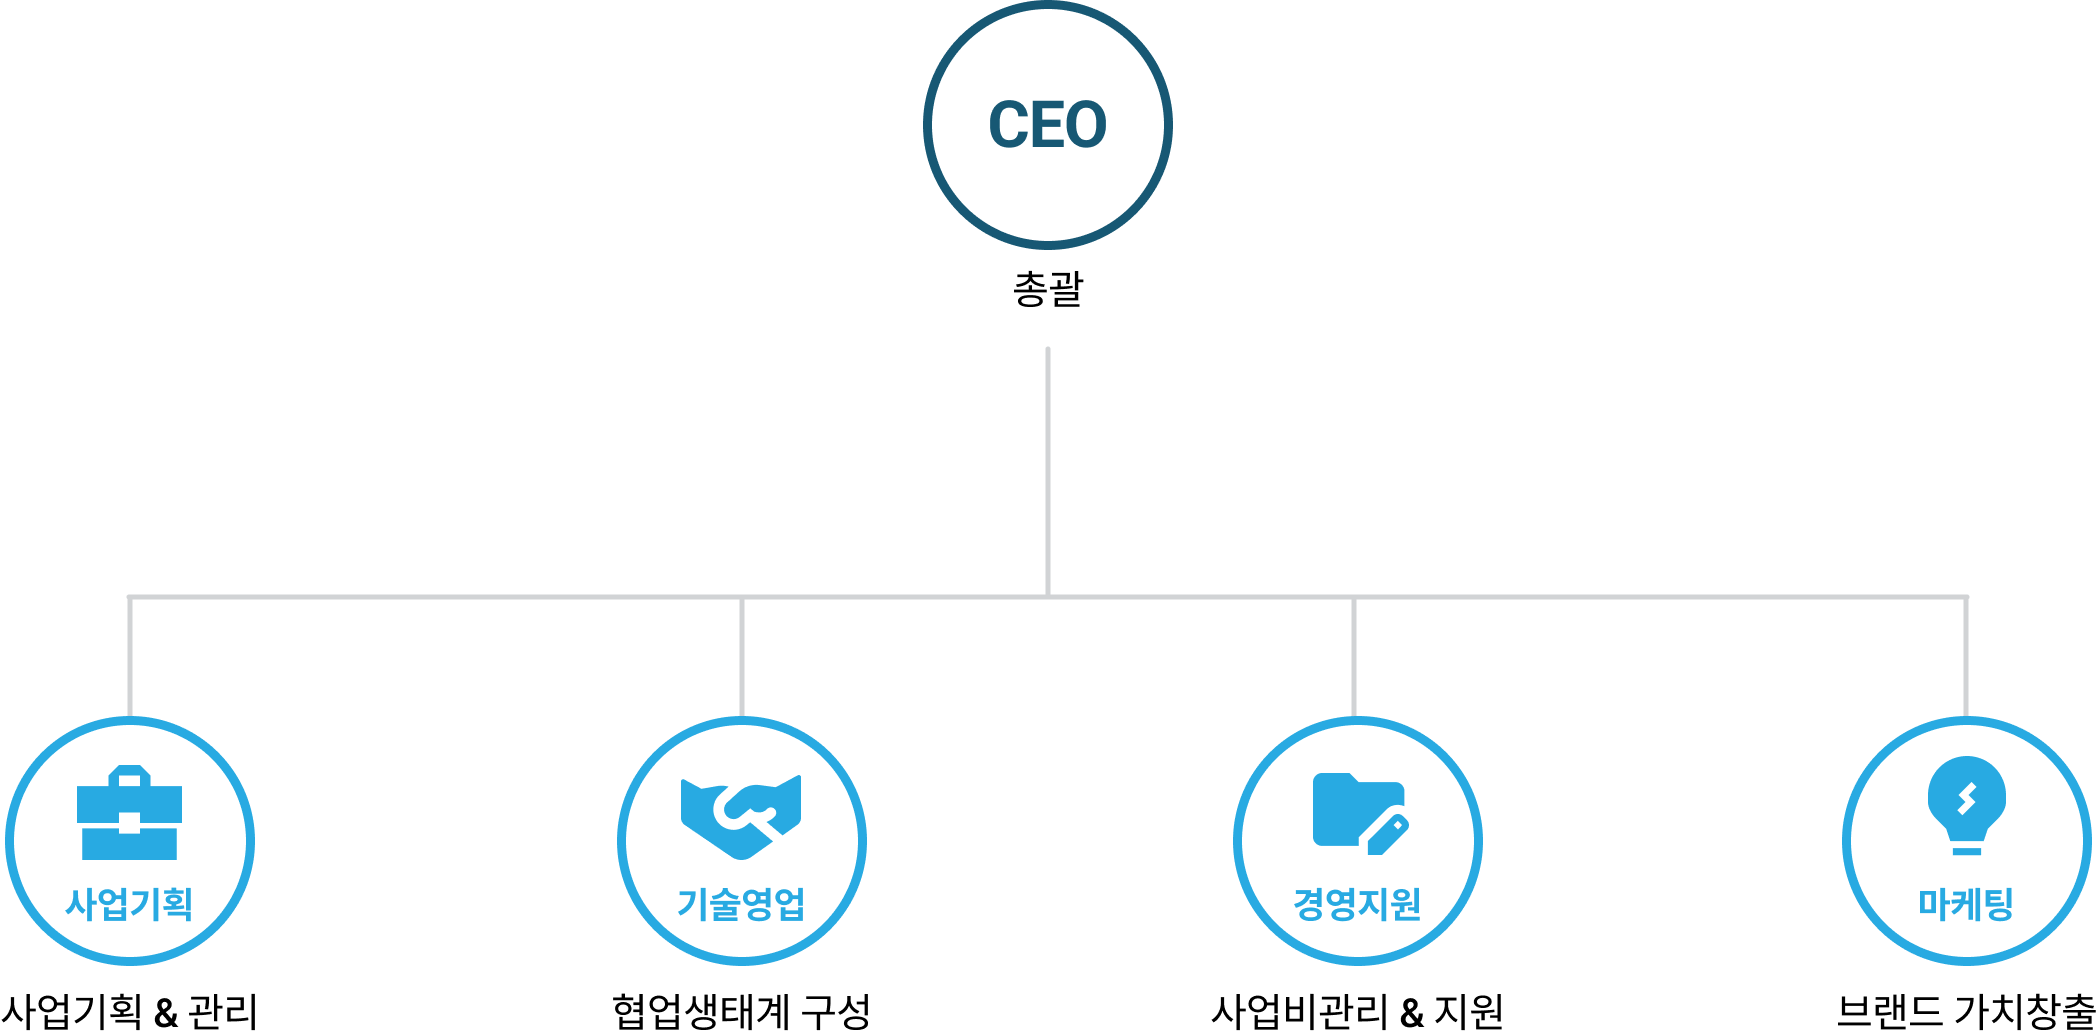 CEO
총괄
사업기획
기술영업
경영지원
마케팅
사업기획 & 관리
협업생태계 구성
사업비관리 & 지원
브랜드 가치창출